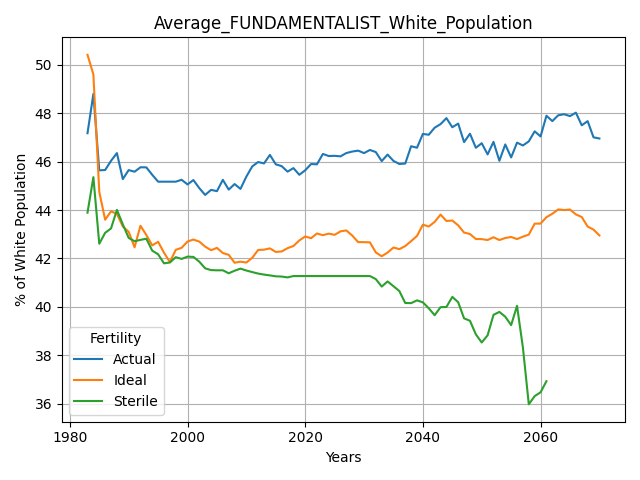 Average_FUNDAMENTALIST_White_Population
% of White Population
50
48
46
44
42
40
38
36
Fertility
Actual
Ideal
Sterile
1980
2000
2020
2040
2060
Years